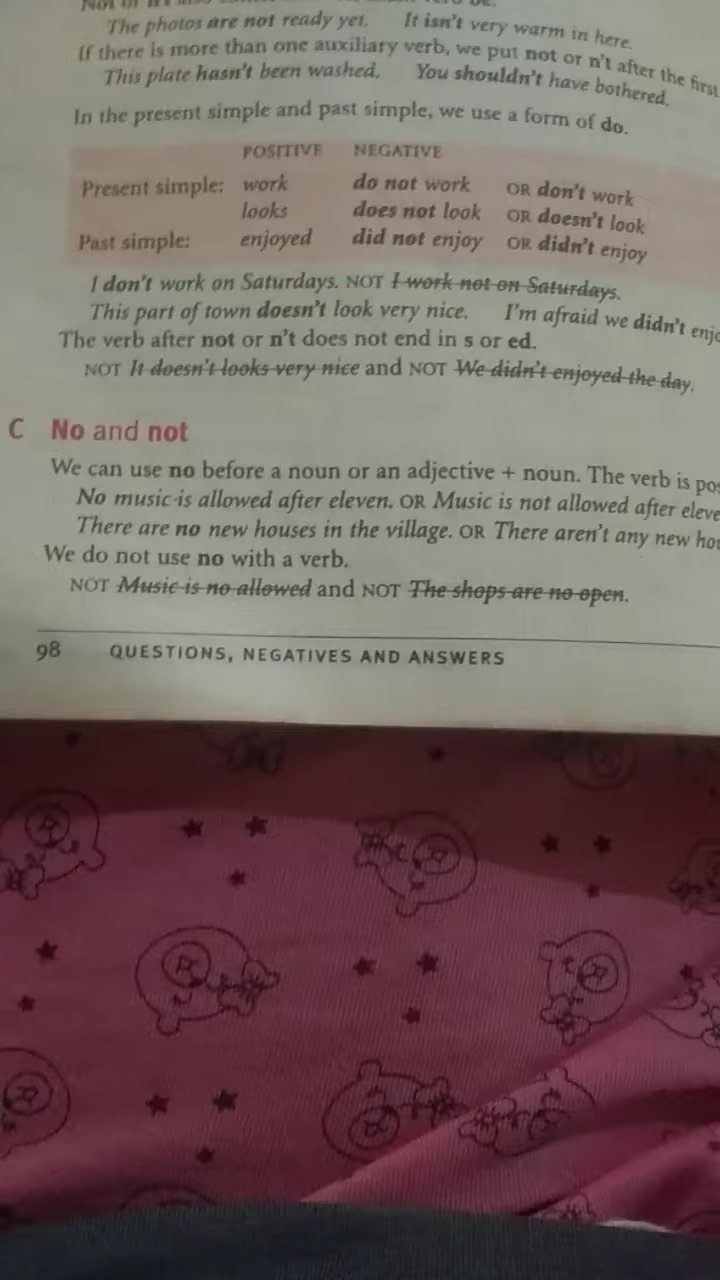 The photos are not ready yet. It isn't very warm in here.
If there is more than one auxiliary verb, we put not or n't after the first
This plate hasn't been washed. You shouldn't have bothered.
In the present simple and past simple, we use a form of do.
POSITIVE NEGATIVE
Present simple: work do not work OR don't work
looks does not look OR doesn't look
Past simple: enjoyed did not enjoy OR didn't enjoy
I don't work on Saturdays. NOT I work not on Saturdays.
This part of town doesn't look very nice. I'm afraid we didn't enjo
The verb after not or n't does not end in s or ed.
NOT It doesn't looks very nice and NOT We didn't enjoyed the day.
C No and not
We can use no before a noun or an adjective + noun. The verb is pos
No music is allowed after eleven. OR Music is not allowed after eleve
There are no new houses in the village. OR There aren't any new hou
We do not use no with a verb.
NOT Music is no allowed and NOT The shops are no open.
98 QUESTIONS, NEGATIVES AND ANSWERS